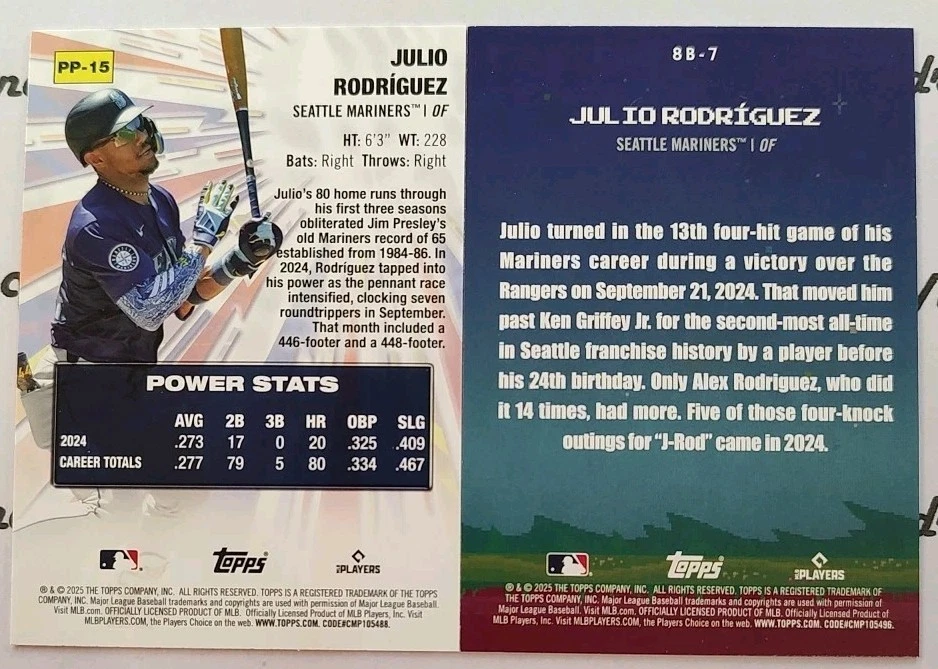 PP-15
JULIO
RODRÍGUEZ
SEATTLE MARINERS™ | OF
HT: 6'3" WT: 228
Bats: Right Throws: Right
Julio's 80 home runs through
his first three seasons
obliterated Jim Presley's
old Mariners record of 65
established from 1984-86. In
2024, Rodríguez tapped into
his power as the pennant race
intensified, clocking seven
roundtrippers in September.
That month included a
446-footer and a 448-footer.
POWER STATS
AVG 2B 3B HR OBP SLG
2024 .273 17 0 20 .325 .409
CAREER TOTALS .277 79 5 80 .334 .467
topps
PLAYERS
® & © 2025 THE TOPPS COMPANY, INC. ALL RIGHTS RESERVED. TOPPS IS A REGISTERED TRADEMARK OF
THE TOPPS COMPANY, INC. Major League Baseball trademarks and copyrights are used with permission of Major League Baseball.
Visit MLB.com. OFFICIALLY LICENSED PRODUCT OF MLB. Officially Licensed Product of MLB Players, Inc. Visit
MLBPLAYERS.com, the Players Choice on the web. WWW.TOPPS.COM. CODE#CMP105488.
8B-7
JULIO RODRÍGUEZ
SEATTLE MARINERS™ | OF
Julio turned in the 13th four-hit game of his
Mariners career during a victory over the
Rangers on September 21, 2024. That moved him
past Ken Griffey Jr. for the second-most all-time
in Seattle franchise history by a player before
his 24th birthday. Only Alex Rodriguez, who did
it 14 times, had more. Five of those four-knock
outings for "J-Rod" came in 2024.
topps
PLAYERS
® & © 2025 THE TOPPS COMPANY, INC. ALL RIGHTS RESERVED. TOPPS IS A REGISTERED TRADEMARK OF
THE TOPPS COMPANY, INC. Major League Baseball trademarks and copyrights are used with permission of
Major League Baseball. Visit MLB.com. OFFICIALLY LICENSED PRODUCT OF MLB. Officially Licensed Product of
MLB Players, Inc. Visit MLBPLAYERS.com, the Players Choice on the web. WWW.TOPPS.COM. CODE#CMP105496.